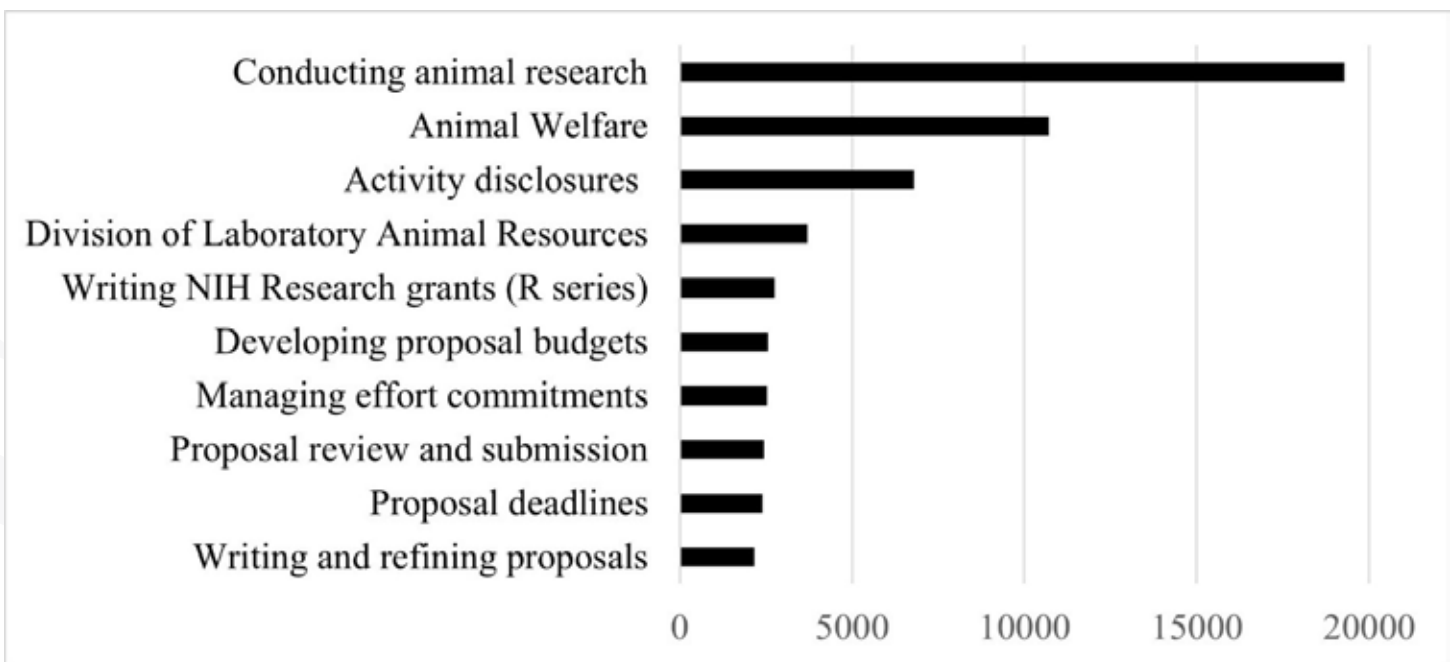 Conducting animal research
Animal Welfare
Activity disclosures
Division of Laboratory Animal Resources
Writing NIH Research grants (R series)
Developing proposal budgets
Managing effort commitments
Proposal review and submission
Proposal deadlines
Writing and refining proposals
0 5000 10000 15000 20000